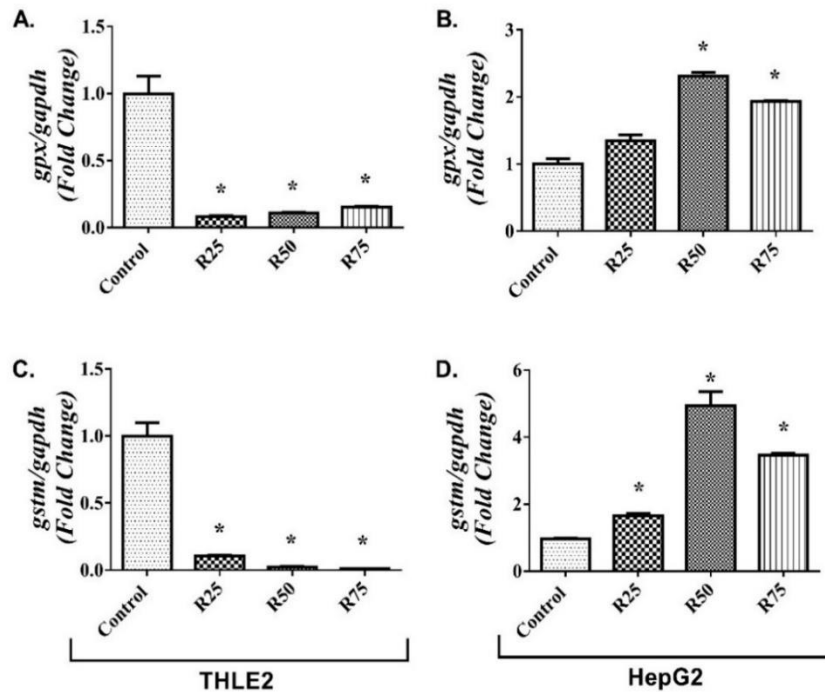 A.
gpx/gapdh
(Fold Change)
1.5
1.0
0.5
0.0
*
*
*
Control
R25
R50
R75
B.
gpx/gapdh
(Fold Change)
3
2
1
0
*
*
Control
R25
R50
R75
C.
gstm/gapdh
(Fold Change)
1.5
1.0
0.5
0.0
*
*
*
Control
R25
R50
R75
THLE2
D.
gstm/gapdh
(Fold Change)
6
4
2
0
*
*
*
Control
R25
R50
R75
HepG2